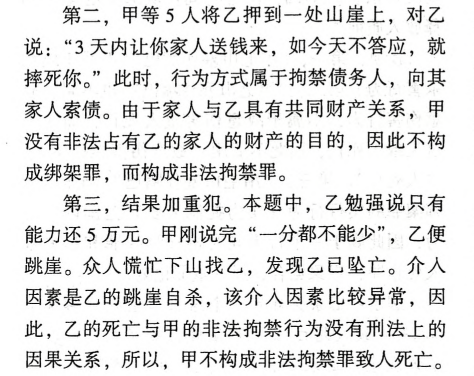 第二，甲等5人将乙押到一处山崖上，对乙
说：“3天内让你家人送钱来，如今天不答应，就
摔死你。”此时，行为方式属于拘禁债务人，向其
家人索债。由于家人与乙具有共同财产关系，甲
没有非法占有乙的家人的财产的目的，因此不构
成绑架罪，而构成非法拘禁罪。
第三，结果加重犯。本题中，乙勉强说只有
能力还5万元。甲刚说完“一分都不能少”，乙便
跳崖。众人慌忙下山找乙，发现乙已坠亡。介入
因素是乙的跳崖自杀，该介入因素比较异常，因
此，乙的死亡与甲的非法拘禁行为没有刑法上的
因果关系，所以，甲不构成非法拘禁罪致人死亡。